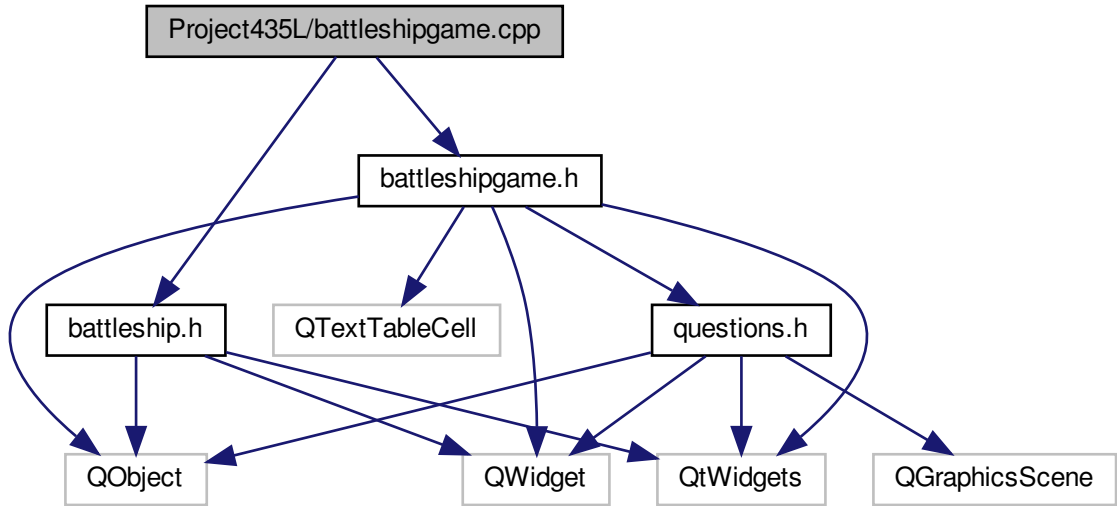 Project435L/battleshipgame.cpp
battleshipgame.h
battleship.h
QTextTableCell
questions.h
QObject
QWidget
QtWidgets
QGraphicsScene